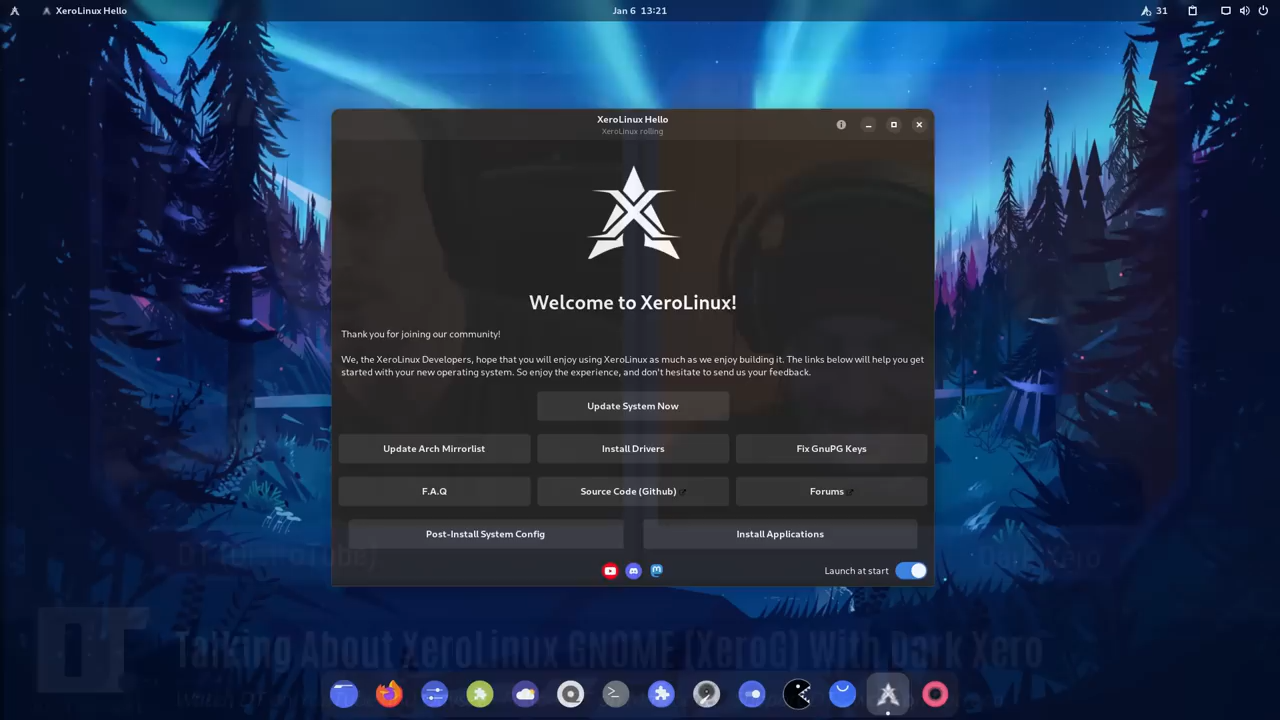 XeroLinux Hello
Jan 6 13:21
31
XeroLinux Hello
XeroLinux rolling
Welcome to XeroLinux!
Thank you for joining our community!
We, the XeroLinux Developers, hope that you will enjoy using XeroLinux as much as we enjoy building it. The links below will help you get
started with your new operating system. So enjoy the experience, and don't hesitate to send us your feedback.
Update System Now
Update Arch Mirrorlist
Install Drivers
Fix GnuPG Keys
F.A.Q
Source Code (Github)
Forums
Post-Install System Config
Install Applications
Launch at start
DT
Talking About XeroLinux GNOME (XeroG) With Dark Xero